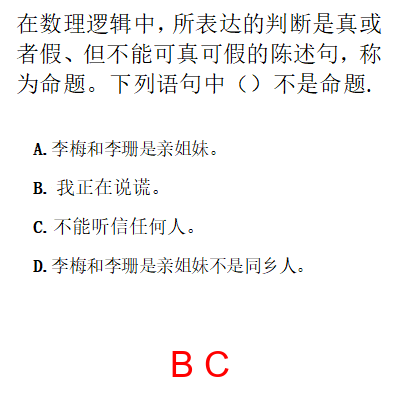 在数理逻辑中，所表达的判断是真或
者假、但不能可真可假的陈述句，称
为命题。下列语句中（）不是命题.
A. 李梅和李珊是亲姐妹。
B. 我正在说谎。
C. 不能听信任何人。
D. 李梅和李珊是亲姐妹不是同乡人。
B C